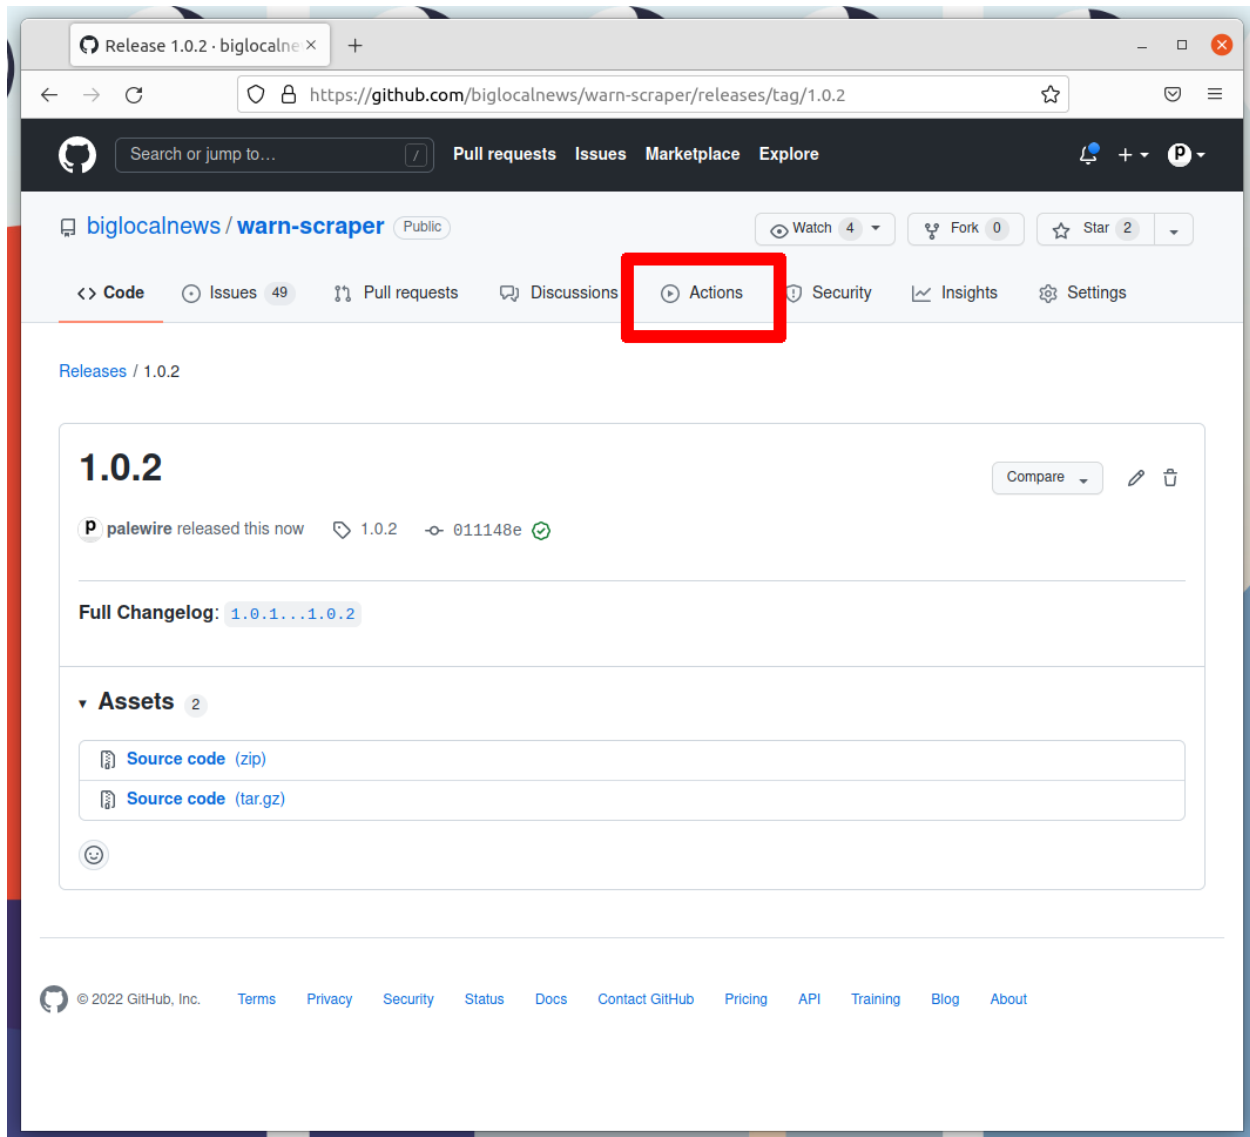 Release 1.0.2 · biglocalne
https://github.com/biglocalnews/warn-scraper/releases/tag/1.0.2
Search or jump to… / Pull requests Issues Marketplace Explore
biglocalnews / warn-scraper Public Watch 4 Fork 0 Star 2
Code Issues 49 Pull requests Discussions Actions Security Insights Settings
Releases / 1.0.2
1.0.2 Compare
palewire released this now 1.0.2 011148e
Full Changelog: 1.0.1...1.0.2
Assets 2
Source code (zip)
Source code (tar.gz)
© 2022 GitHub, Inc. Terms Privacy Security Status Docs Contact GitHub Pricing API Training Blog About